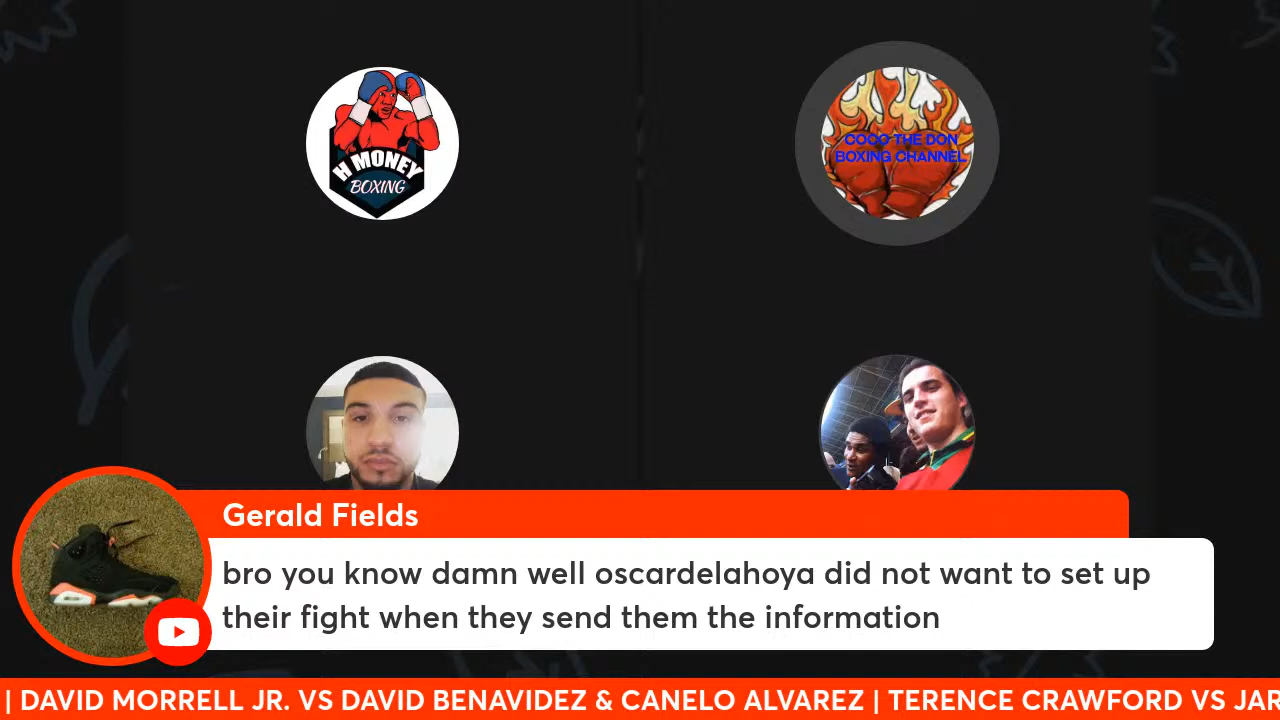 H MONEY
BOXING
COCO THE DON
BOXING CHANNEL
Gerald Fields
bro you know damn well oscardelahoya did not want to set up
their fight when they send them the information
| DAVID MORRELL JR. VS DAVID BENAVIDEZ & CANELO ALVAREZ | TERENCE CRAWFORD VS JAR